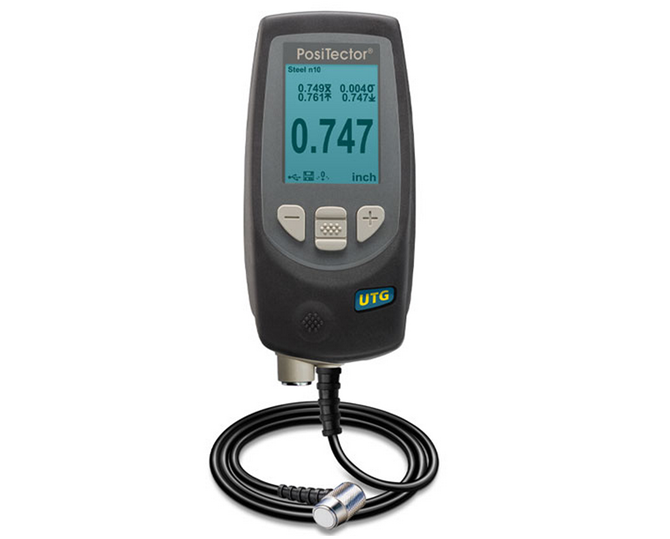 PosiTector®
Steel n10
0.749x̄ 0.004σ
0.761⤒ 0.747⤓
0.747
inch
− +
UTG